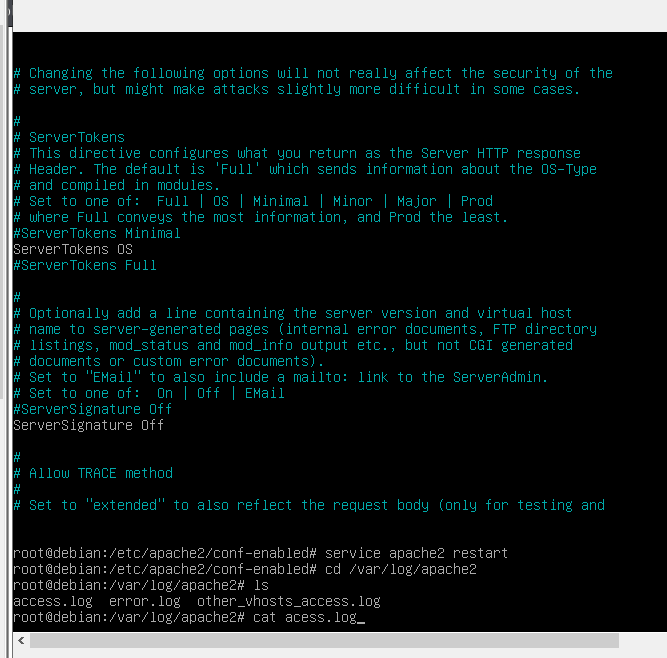 # Changing the following options will not really affect the security of the
# server, but might make attacks slightly more difficult in some cases.
#
# ServerTokens
# This directive configures what you return as the Server HTTP response
# Header. The default is 'Full' which sends information about the OS-Type
# and compiled in modules.
# Set to one of:  Full | OS | Minimal | Minor | Major | Prod
# where Full conveys the most information, and Prod the least.
#ServerTokens Minimal
ServerTokens OS
#ServerTokens Full
#
# Optionally add a line containing the server version and virtual host
# name to server-generated pages (internal error documents, FTP directory
# listings, mod_status and mod_info output etc., but not CGI generated
# documents or custom error documents).
# Set to "EMail" to also include a mailto: link to the ServerAdmin.
# Set to one of:  On | Off | EMail
#ServerSignature Off
ServerSignature Off
#
# Allow TRACE method
#
# Set to "extended" to also reflect the request body (only for testing and
root@debian:/etc/apache2/conf-enabled# service apache2 restart
root@debian:/etc/apache2/conf-enabled# cd /var/log/apache2
root@debian:/var/log/apache2# ls
access.log  error.log  other_vhosts_access.log
root@debian:/var/log/apache2# cat acess.log_